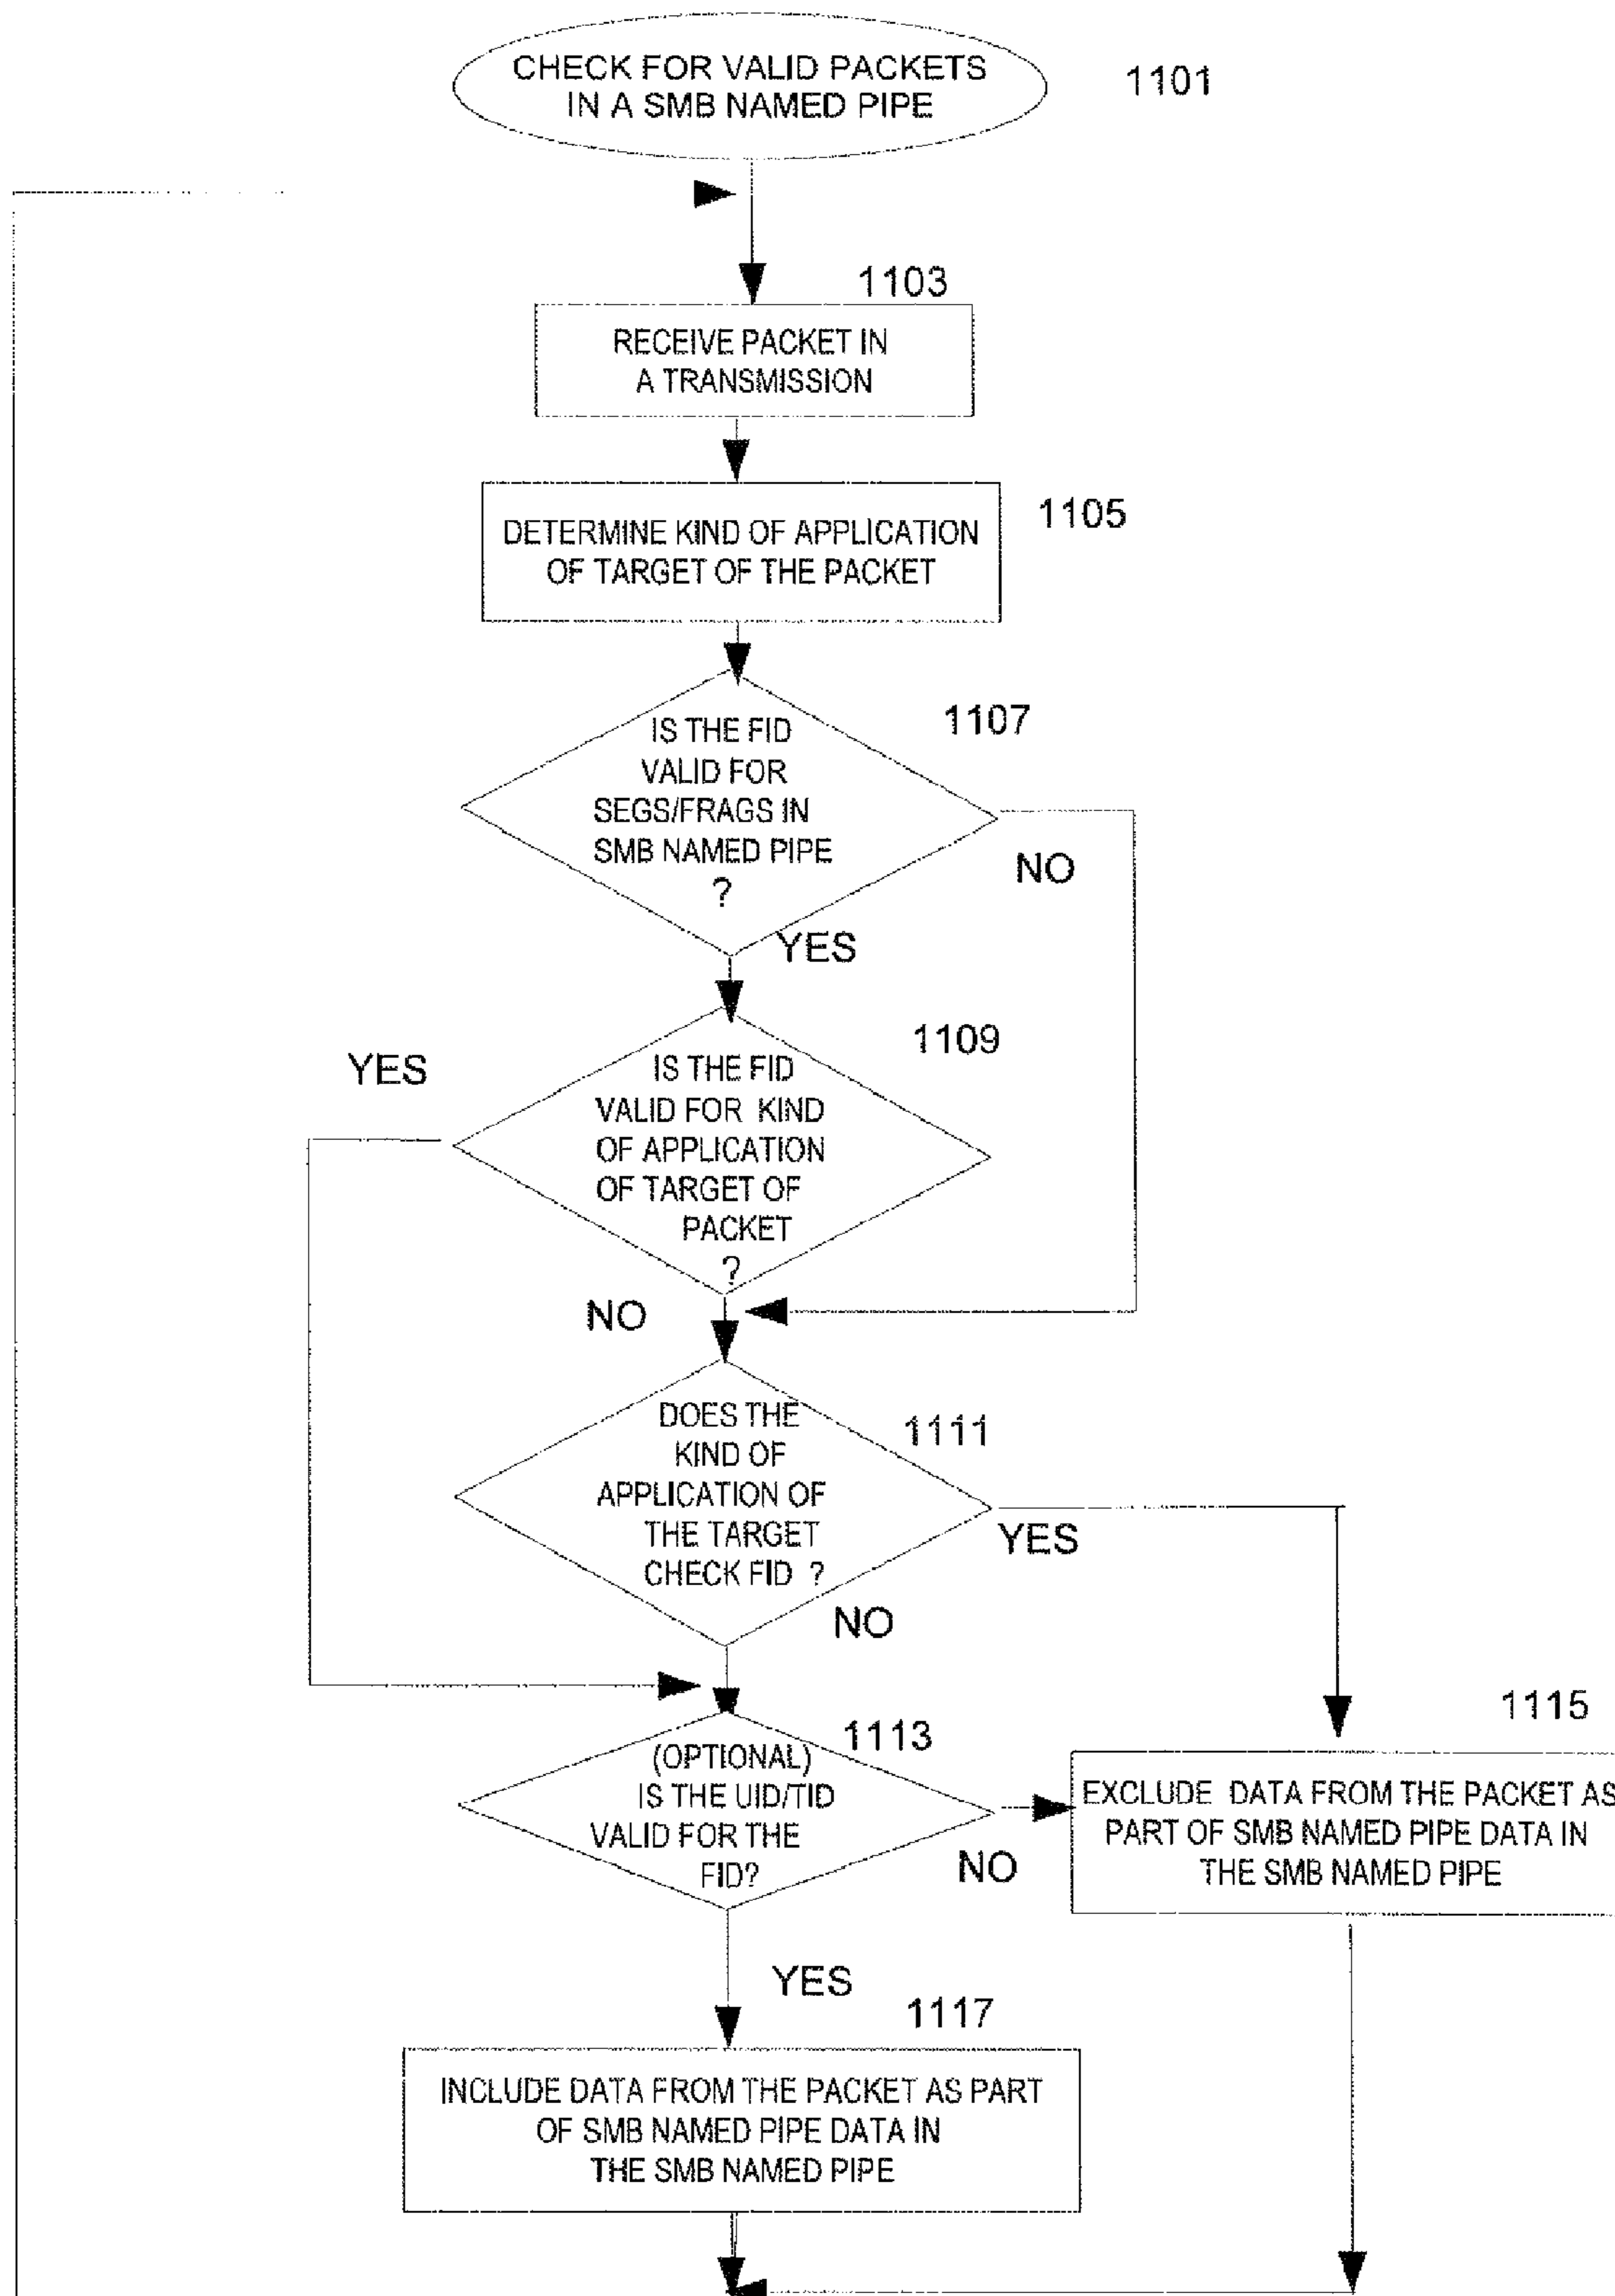 CHECK FOR VALID PACKETS
IN A SMB NAMED PIPE
1101
1103
RECEIVE PACKET IN
A TRANSMISSION
1105
DETERMINE KIND OF APPLICATION
OF TARGET OF THE PACKET
1107
IS THE FID
VALID FOR
SEGS/FRAGS IN
SMB NAMED PIPE
?
NO
YES
1109
YES
IS THE FID
VALID FOR KIND
OF APPLICATION
OF TARGET OF
PACKET
?
NO
1111
DOES THE
KIND OF
APPLICATION OF
THE TARGET
CHECK FID ?
YES
NO
1113
(OPTIONAL)
IS THE UID/TID
VALID FOR THE
FID?
NO
1115
EXCLUDE DATA FROM THE PACKET AS
PART OF SMB NAMED PIPE DATA IN
THE SMB NAMED PIPE
YES
1117
INCLUDE DATA FROM THE PACKET AS PART
OF SMB NAMED PIPE DATA IN
THE SMB NAMED PIPE